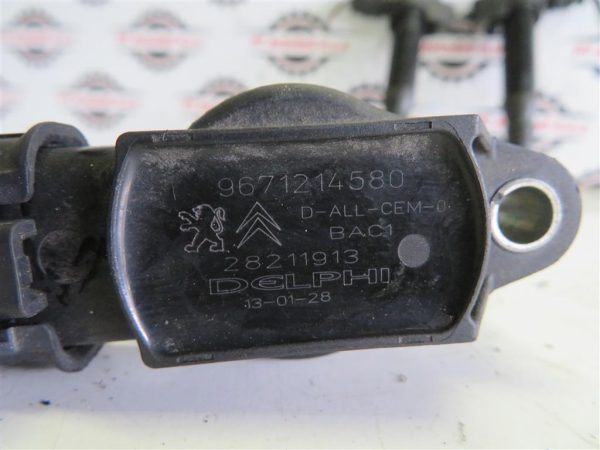 9671214580
D-ALL-CEM-0
BAC1
28211913
DELPHI
13-01-28